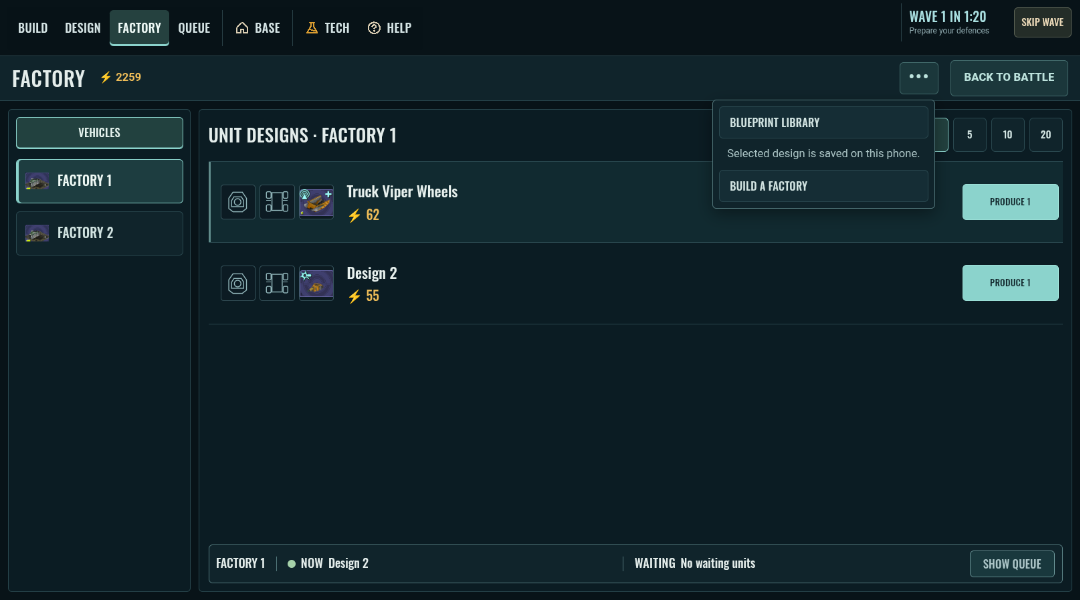 BUILD
DESIGN
FACTORY
QUEUE
BASE
TECH
HELP
WAVE 1 IN 1:20
Prepare your defences
SKIP WAVE
FACTORY
2259
•••
BACK TO BATTLE
VEHICLES
FACTORY 1
FACTORY 2
UNIT DESIGNS · FACTORY 1
5
10
20
BLUEPRINT LIBRARY
Selected design is saved on this phone.
BUILD A FACTORY
Truck Viper Wheels
62
PRODUCE 1
Design 2
55
PRODUCE 1
FACTORY 1
NOW Design 2
WAITING No waiting units
SHOW QUEUE